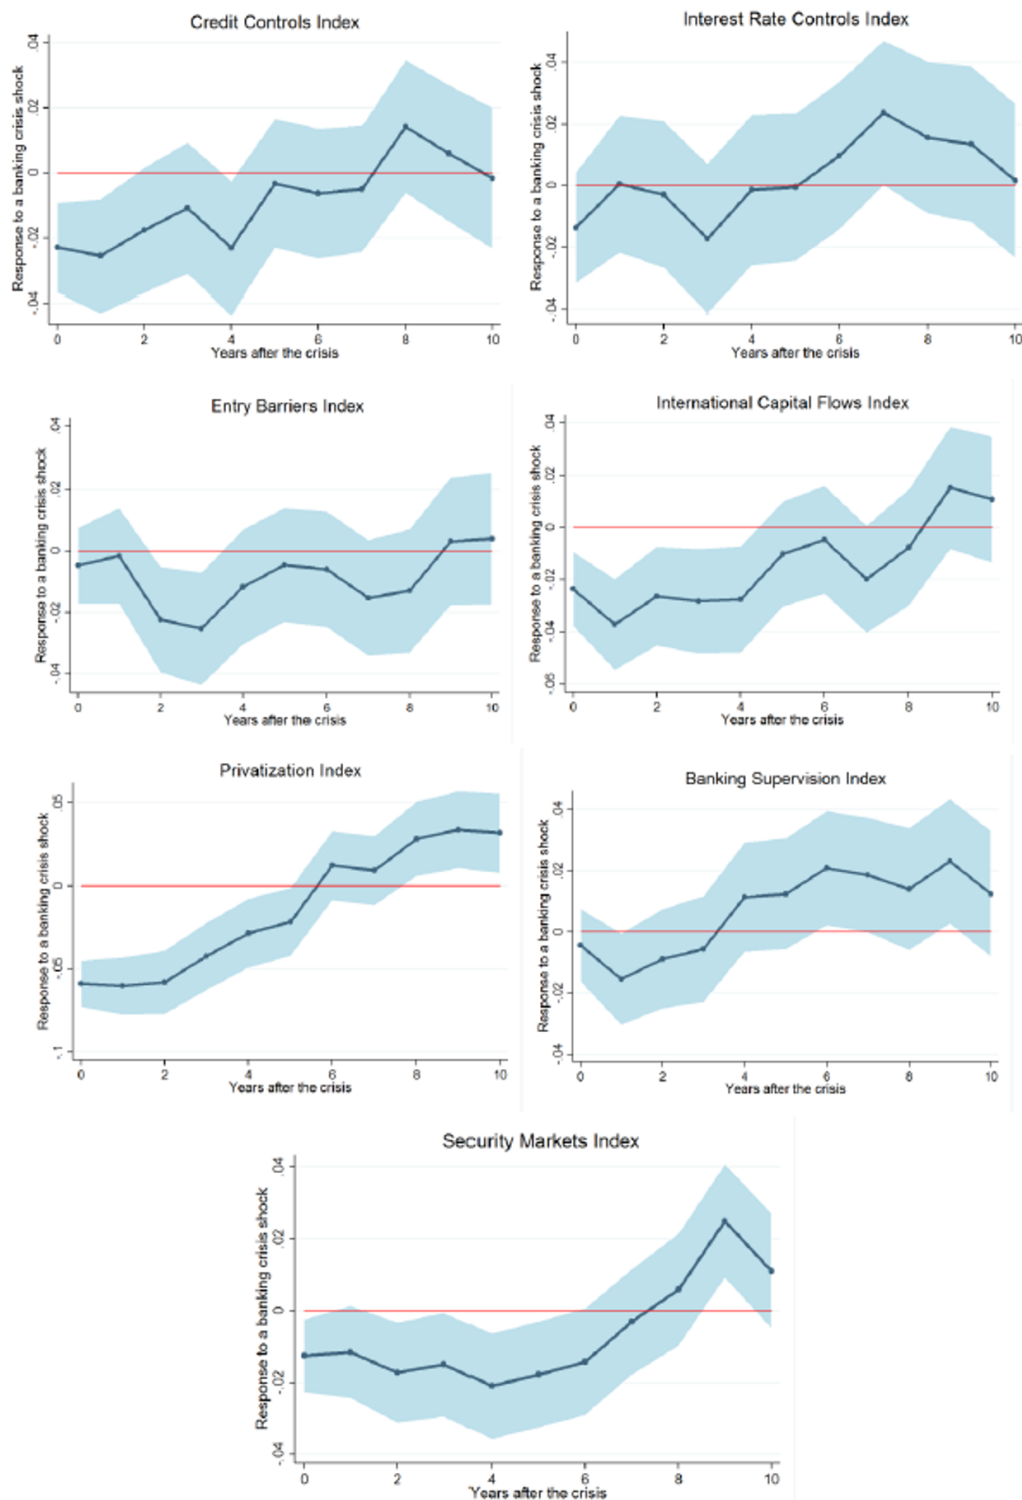 Credit Controls Index
Response to a banking crisis shock
.04
.02
0
-.02
-.04
0 2 4 6 8 10
Years after the crisis
Interest Rate Controls Index
Response to a banking crisis shock
.04
.02
0
-.02
-.04
0 2 4 6 8 10
Years after the crisis
Entry Barriers Index
Response to a banking crisis shock
.04
.02
0
-.02
-.04
0 2 4 6 8 10
Years after the crisis
International Capital Flows Index
Response to a banking crisis shock
.04
.02
0
-.02
-.04
-.06
0 2 4 6 8 10
Years after the crisis
Privatization Index
Response to a banking crisis shock
.05
0
-.05
-.1
0 2 4 6 8 10
Years after the crisis
Banking Supervision Index
Response to a banking crisis shock
.04
.02
0
-.02
-.04
0 2 4 6 8 10
Years after the crisis
Security Markets Index
Response to a banking crisis shock
.04
.02
0
-.02
-.04
0 2 4 6 8 10
Years after the crisis